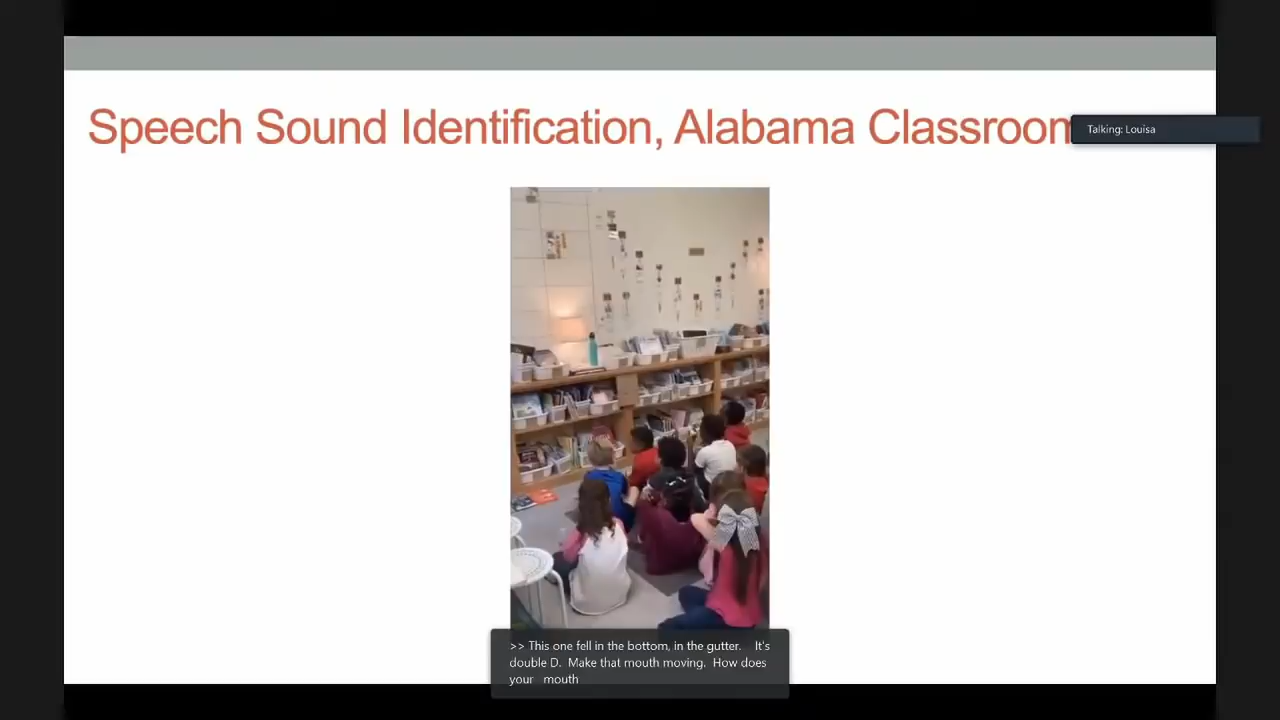 Speech Sound Identification, Alabama Classroom
Talking: Louisa
>> This one fell in the bottom, in the gutter. It's
double D. Make that mouth moving. How does
your mouth